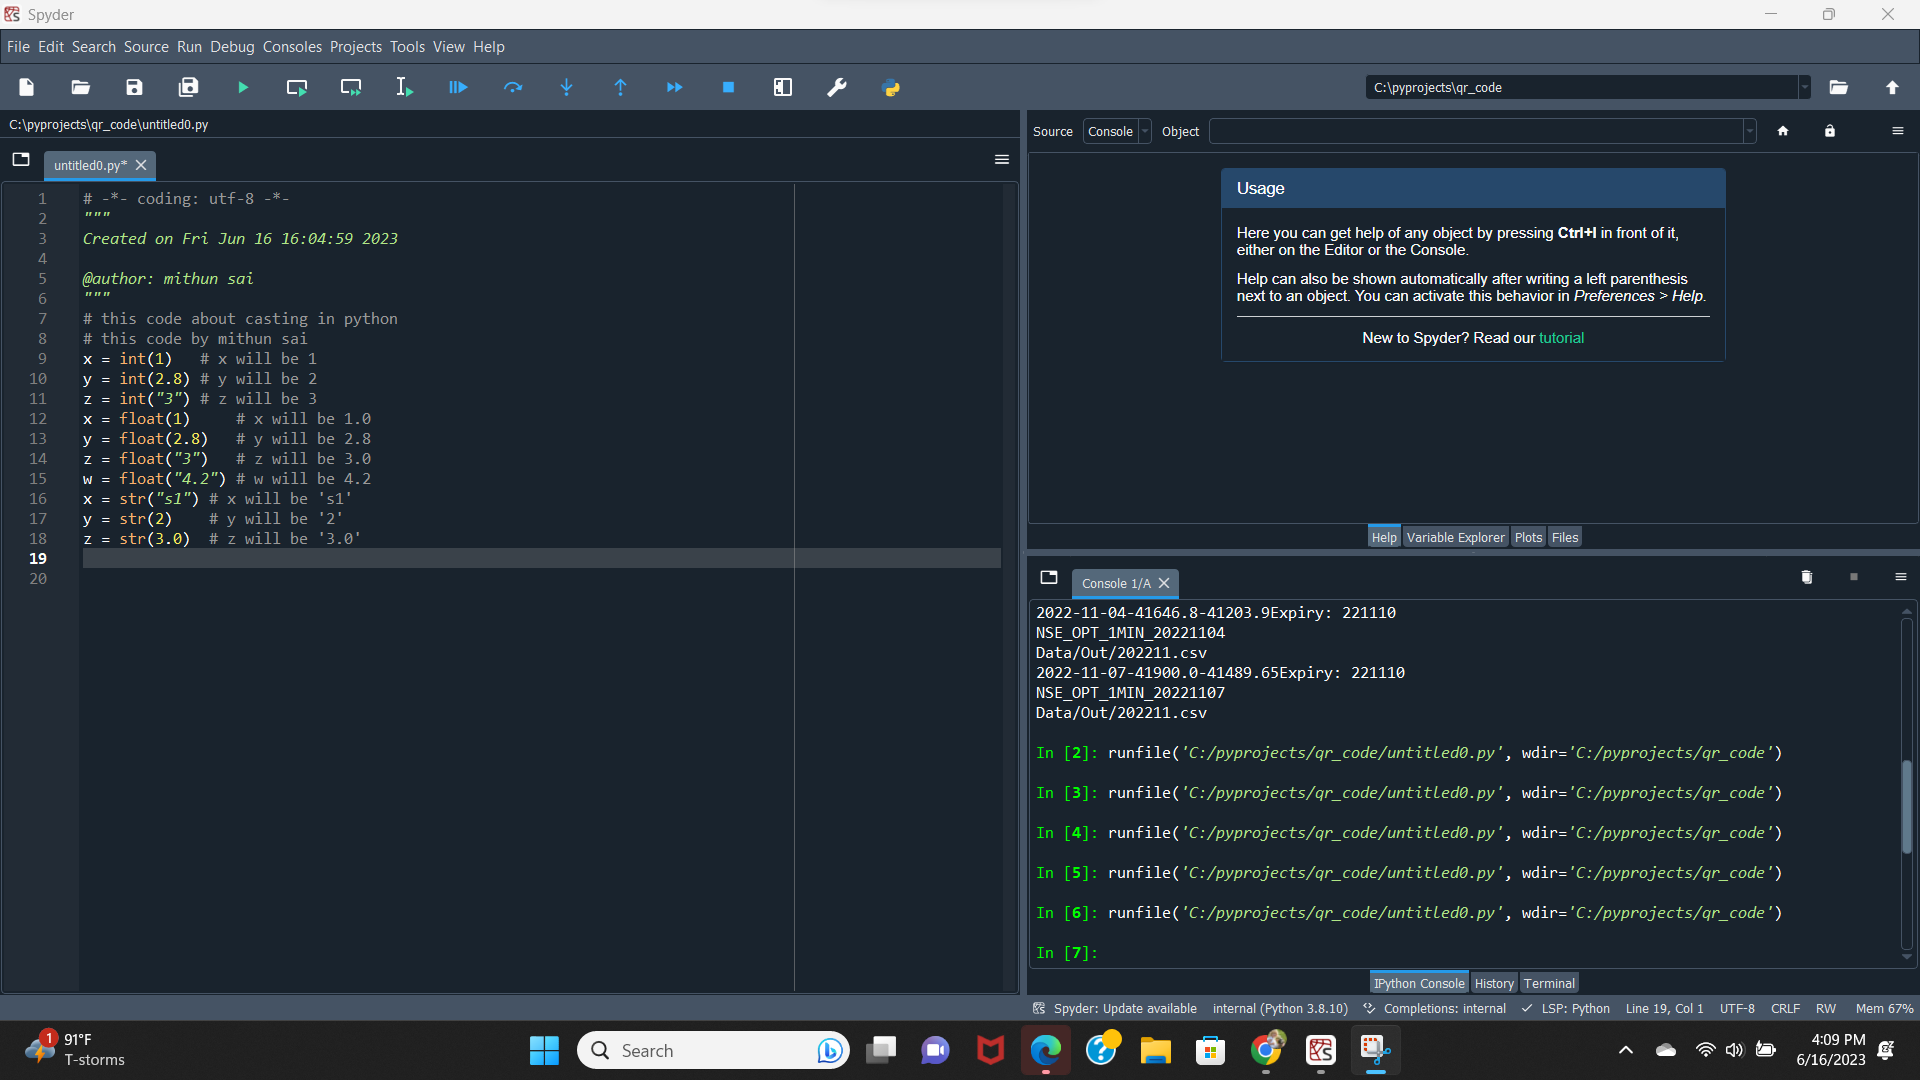 Spyder
File Edit Search Source Run Debug Consoles Projects Tools View Help
C:\pyprojects\qr_code
C:\pyprojects\qr_code\untitled0.py
untitled0.py*
1 # -*- coding: utf-8 -*-
2 """
3 Created on Fri Jun 16 16:04:59 2023
4
5 @author: mithun sai
6 """
7 # this code about casting in python
8 # this code by mithun sai
9 x = int(1)   # x will be 1
10 y = int(2.8) # y will be 2
11 z = int("3") # z will be 3
12 x = float(1)     # x will be 1.0
13 y = float(2.8)   # y will be 2.8
14 z = float("3")   # z will be 3.0
15 w = float("4.2") # w will be 4.2
16 x = str("s1") # x will be 's1'
17 y = str(2)    # y will be '2'
18 z = str(3.0)  # z will be '3.0'
19
20
Source Console Object
Usage
Here you can get help of any object by pressing Ctrl+I in front of it,
either on the Editor or the Console.
Help can also be shown automatically after writing a left parenthesis
next to an object. You can activate this behavior in Preferences > Help.
New to Spyder? Read our tutorial
Help Variable Explorer Plots Files
Console 1/A
2022-11-04-41646.8-41203.9Expiry: 221110
NSE_OPT_1MIN_20221104
Data/Out/202211.csv
2022-11-07-41900.0-41489.65Expiry: 221110
NSE_OPT_1MIN_20221107
Data/Out/202211.csv
In [2]: runfile('C:/pyprojects/qr_code/untitled0.py', wdir='C:/pyprojects/qr_code')
In [3]: runfile('C:/pyprojects/qr_code/untitled0.py', wdir='C:/pyprojects/qr_code')
In [4]: runfile('C:/pyprojects/qr_code/untitled0.py', wdir='C:/pyprojects/qr_code')
In [5]: runfile('C:/pyprojects/qr_code/untitled0.py', wdir='C:/pyprojects/qr_code')
In [6]: runfile('C:/pyprojects/qr_code/untitled0.py', wdir='C:/pyprojects/qr_code')
In [7]:
IPython Console History Terminal
Spyder: Update available internal (Python 3.8.10) Completions: internal LSP: Python Line 19, Col 1 UTF-8 CRLF RW Mem 67%
1 91°F
T-storms
Search
4:09 PM
6/16/2023